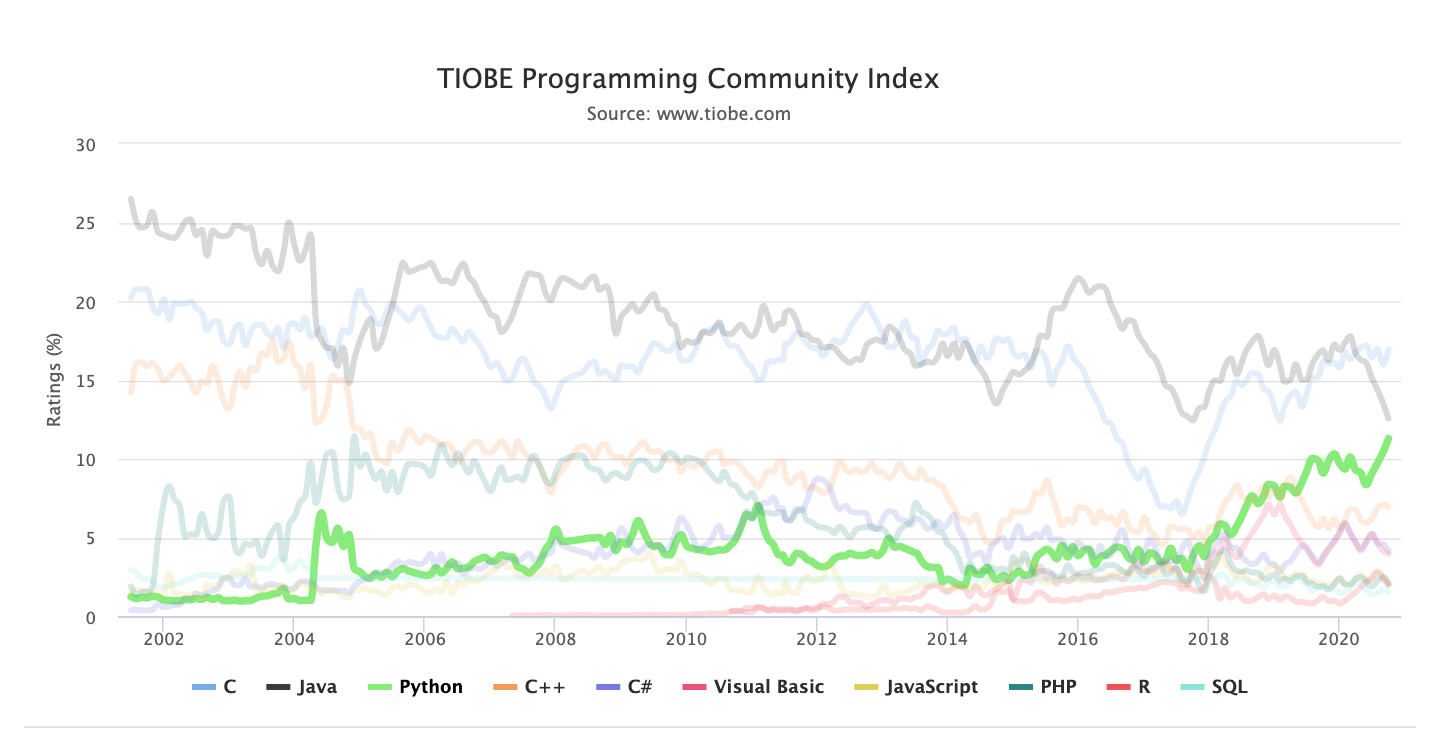 TIOBE Programming Community Index
Source: www.tiobe.com
Ratings (%)
30
25
20
15
10
5
0
2002 2004 2006 2008 2010 2012 2014 2016 2018 2020
C Java Python C++ C# Visual Basic JavaScript PHP R SQL